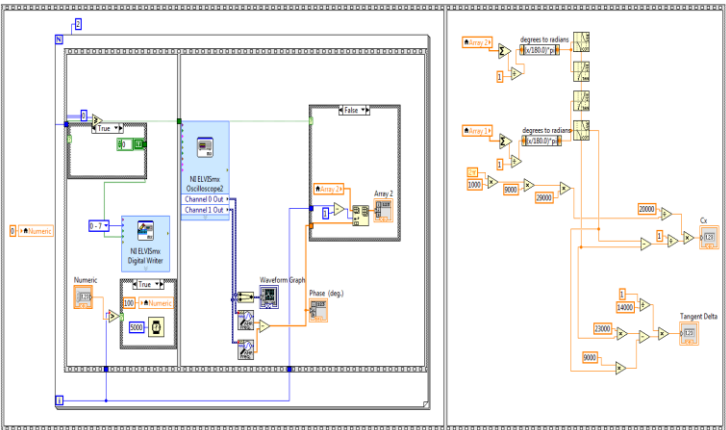 2
N
0
True
0
0 - 7
NI ELVISmx
Digital Writer
0
Numeric
Numeric
True
100
Numeric
5000
i
NI ELVISmx
Oscilloscope2
Channel 0 Out
Channel 1 Out
Waveform Graph
Phase (deg.)
False
Array 2
1
Array 2
Array 2
degrees to radians
(x/180.0)*pi
1
degrees to radians
(x/180.0)*pi
1
1000
9000
29000
20000
1
Cx
1
14000
23000
9000
Tangent Delta